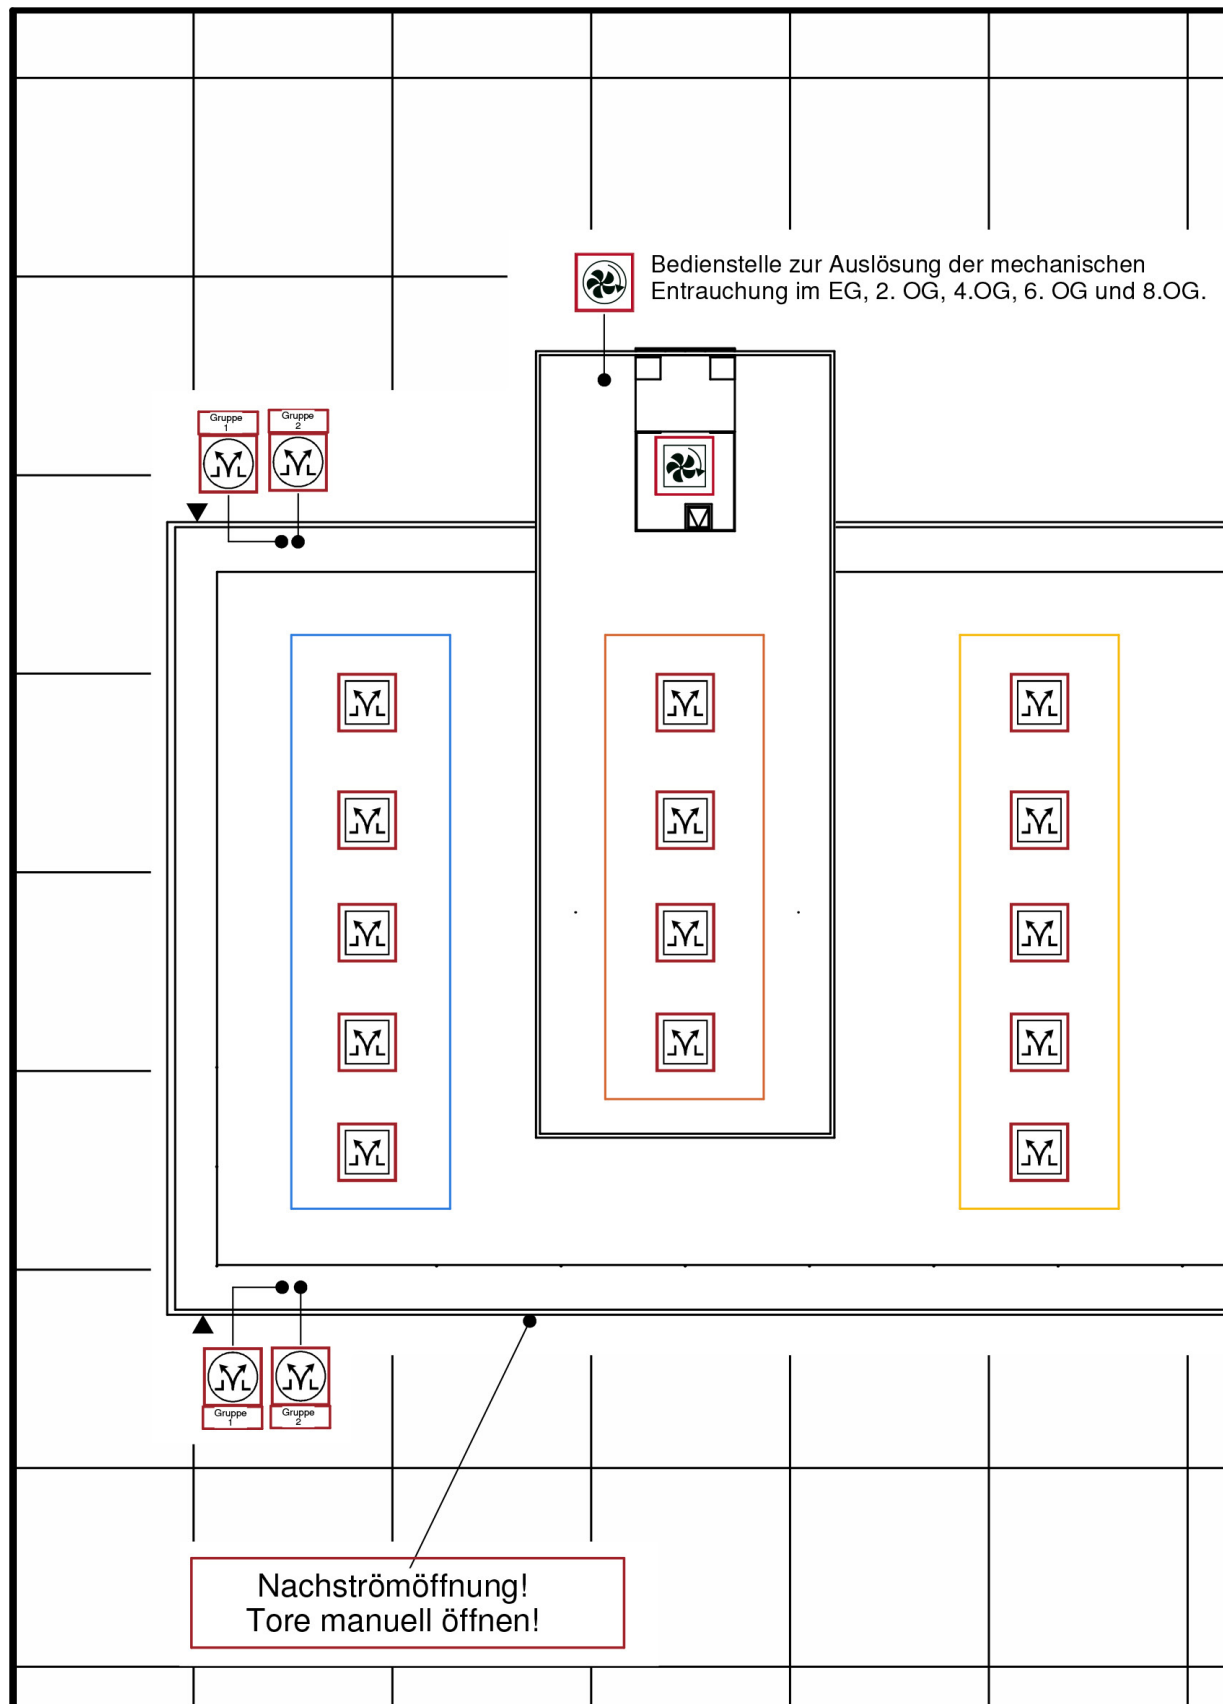 Bedienstelle zur Auslösung der mechanischen
Entrauchung im EG, 2. OG, 4.OG, 6. OG und 8.OG.
Gruppe
1
Gruppe
2
Gruppe
1
Gruppe
2
Nachströmöffnung!
Tore manuell öffnen!